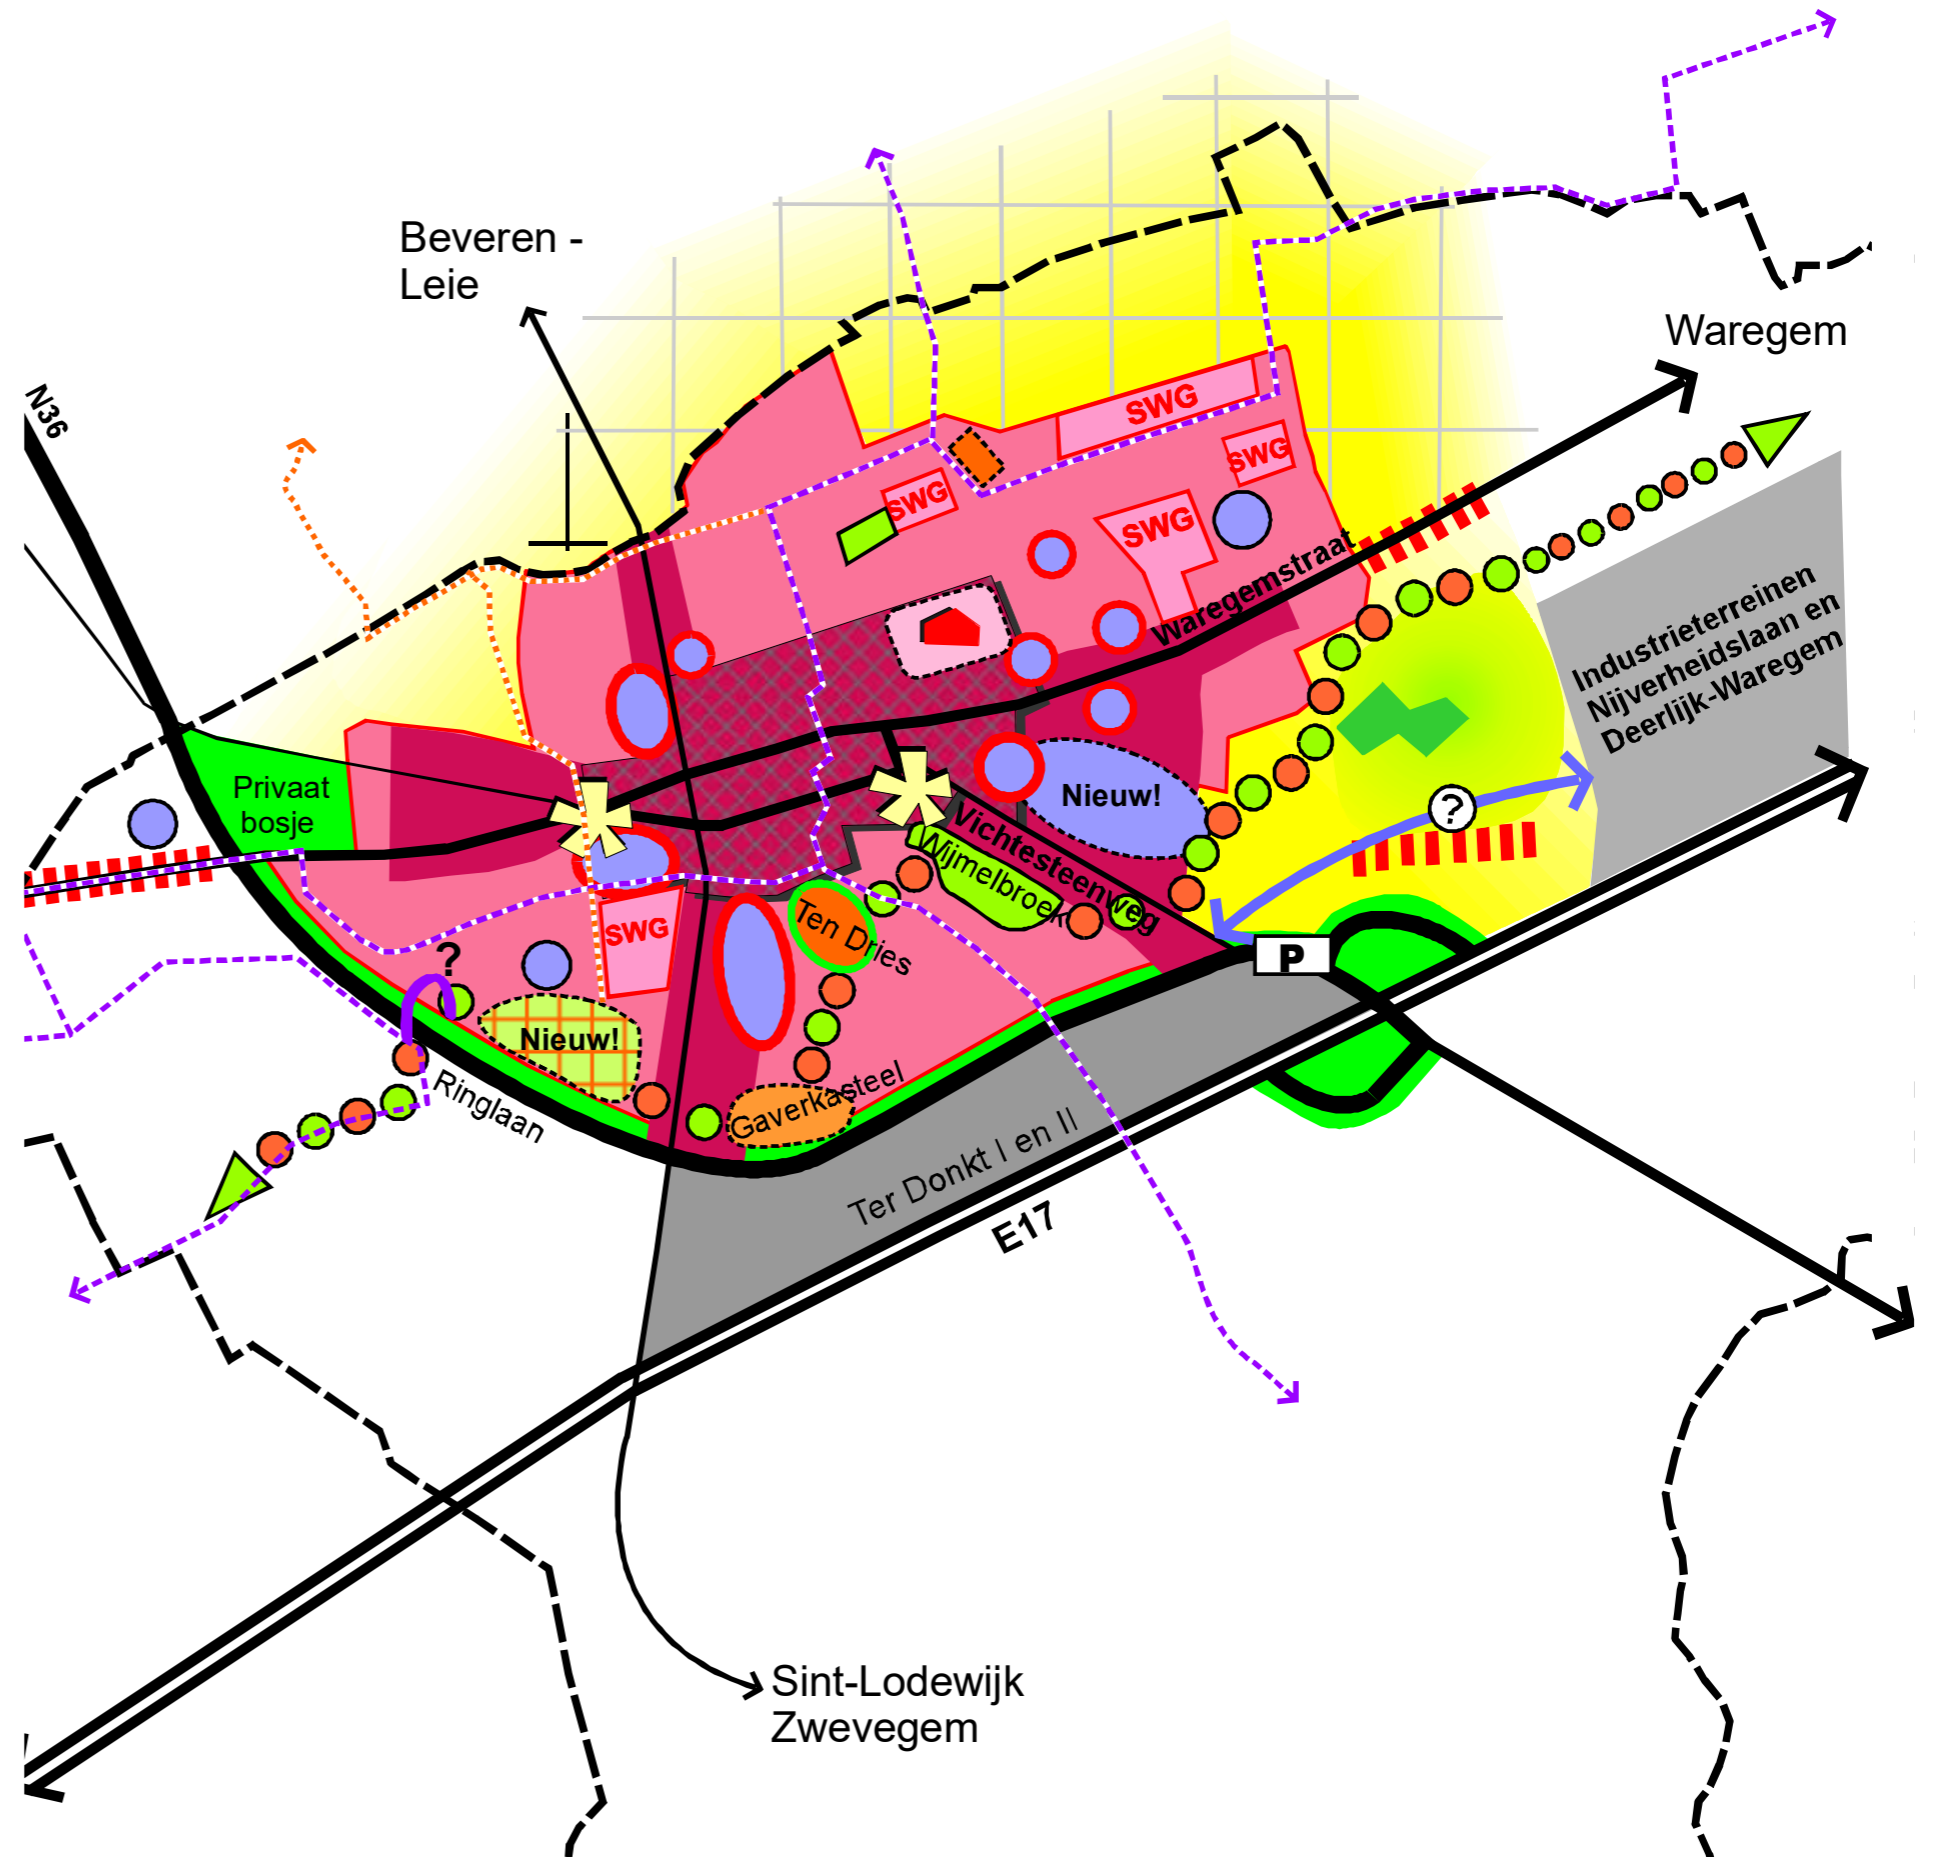 Beveren -
Leie
Waregem
N36
SWG
SWG
SWG
SWG
Waregemstraat
Industrieterreinen
Nijverheidslaan en
Deerlijk-Waregem
Privaat
bosje
Nieuw!
?
Vichtesteenweg
Wijmelbroek
Ten Dries
SWG
?
P
Nieuw!
Ringlaan
Gaverkasteel
Ter Donkt I en II
E17
Sint-Lodewijk
Zwevegem